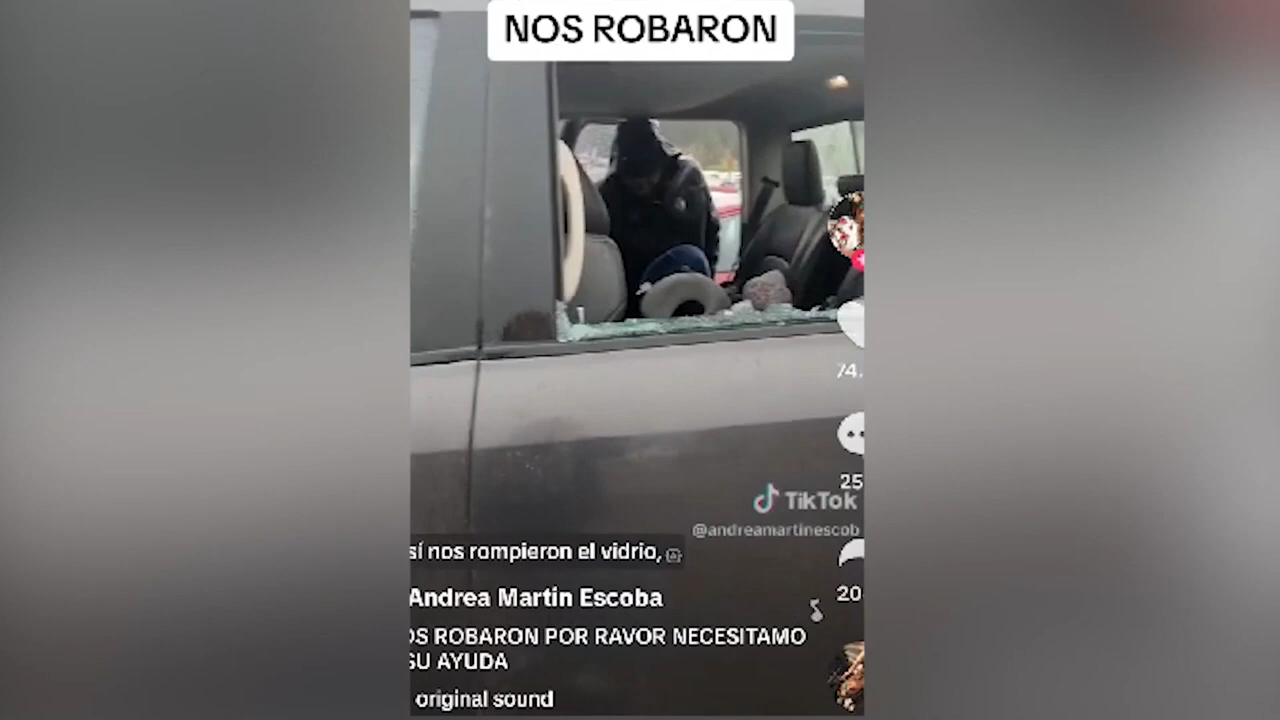 NOS ROBARON
74.
25
TikTok
@andreamartinescob
sí nos rompieron el vidrio,
20
Andrea Martin Escoba
OS ROBARON POR RAVOR NECESITAMO
SU AYUDA
original sound